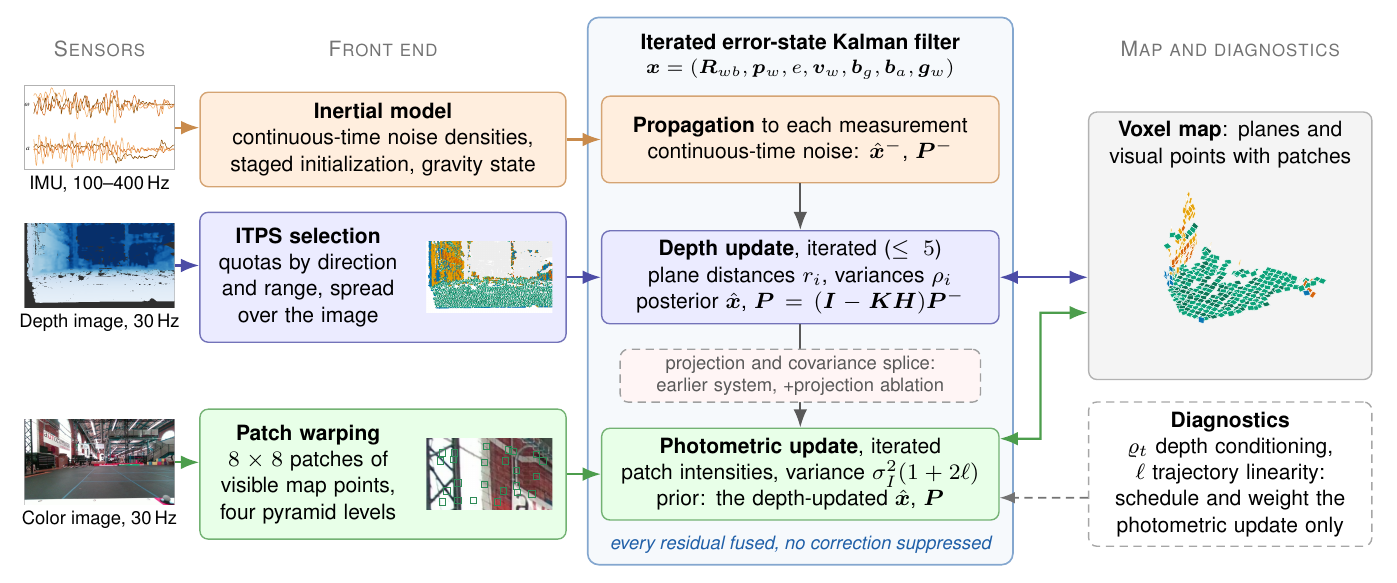 SENSORS
FRONT END
MAP AND DIAGNOSTICS
IMU, 100–400 Hz
Depth image, 30 Hz
Color image, 30 Hz
Inertial model
continuous-time noise densities,
staged initialization, gravity state
ITPS selection
quotas by direction
and range, spread
over the image
Patch warping
8 × 8 patches of
visible map points,
four pyramid levels
Iterated error-state Kalman filter
x = (R_wb, p_w, e, v_w, b_g, b_a, g_w)
Propagation to each measurement
continuous-time noise: x̂⁻, P⁻
Depth update, iterated (≤ 5)
plane distances r_i, variances ρ_i
posterior x̂, P = (I − KH)P⁻
projection and covariance splice:
earlier system, +projection ablation
Photometric update, iterated
patch intensities, variance σ_I²(1 + 2ℓ)
prior: the depth-updated x̂, P
every residual fused, no correction suppressed
Voxel map: planes and
visual points with patches
Diagnostics
ϱ_t depth conditioning,
ℓ trajectory linearity:
schedule and weight the
photometric update only